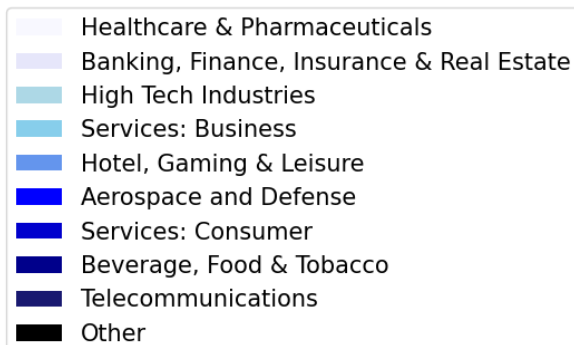 Healthcare & Pharmaceuticals
Banking, Finance, Insurance & Real Estate
High Tech Industries
Services: Business
Hotel, Gaming & Leisure
Aerospace and Defense
Services: Consumer
Beverage, Food & Tobacco
Telecommunications
Other